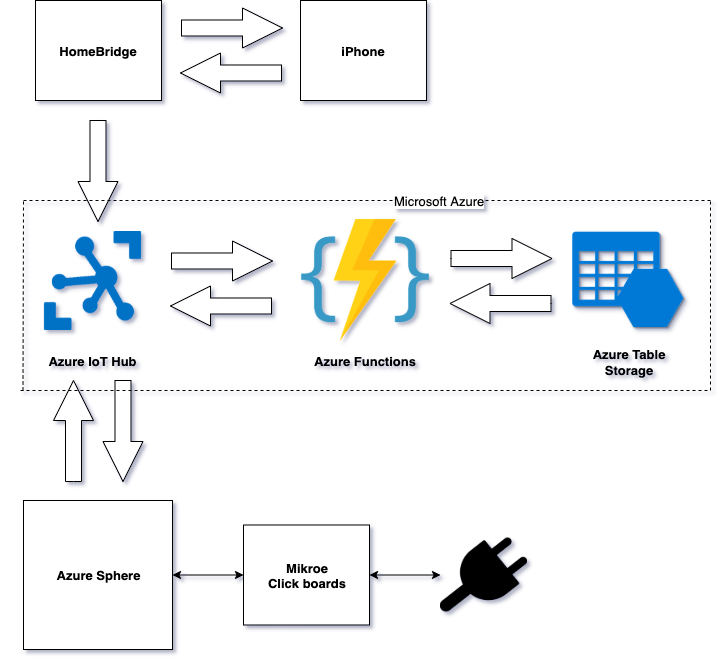 HomeBridge
iPhone
Microsoft Azure
Azure IoT Hub
Azure Functions
Azure Table
Storage
Azure Sphere
Mikroe
Click boards